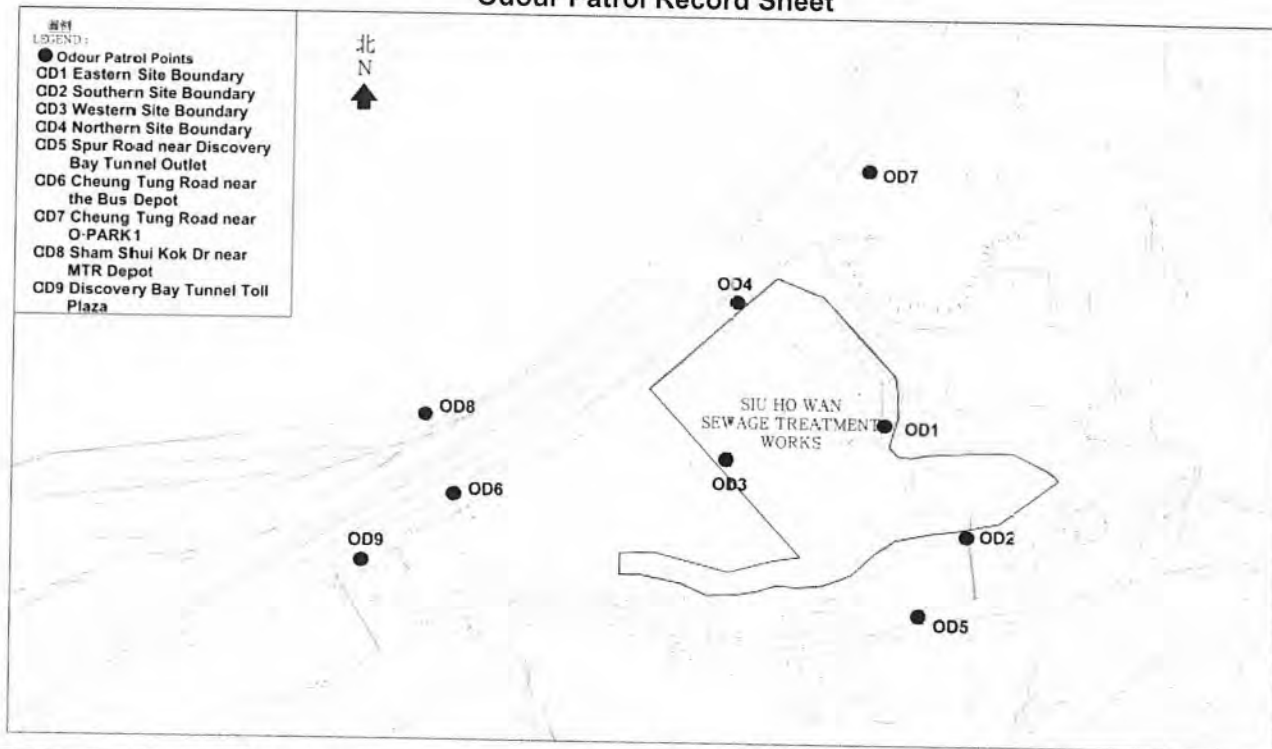 Odour Patrol Record Sheet
圖例
LEGEND:
Odour Patrol Points
OD1 Eastern Site Boundary
OD2 Southern Site Boundary
OD3 Western Site Boundary
OD4 Northern Site Boundary
OD5 Spur Road near Discovery
Bay Tunnel Outlet
OD6 Cheung Tung Road near
the Bus Depot
OD7 Cheung Tung Road near
O-PARK1
OD8 Sham Shui Kok Dr near
MTR Depot
OD9 Discovery Bay Tunnel Toll
Plaza
北
N
OD7
OD4
OD8
SIU HO WAN
SEWAGE TREATMENT
WORKS
OD1
OD3
OD6
OD9
OD2
OD5